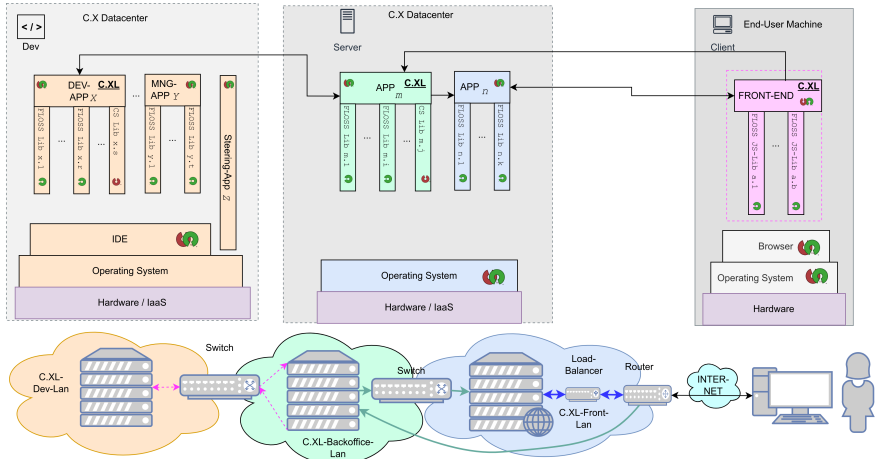 C.X Datacenter
</>
Dev
DEV-
APP X
C.XL
...
MNG-
APP Y
FLOSS Lib x.1
...
FLOSS Lib x.r
...
CS Lib x.s
FLOSS Lib y.1
...
FLOSS Lib y.t
Steering-App Z
IDE
Operating System
Hardware / IaaS
C.X Datacenter
Server
APP
m
C.XL
APP n
FLOSS Lib m.1
...
FLOSS Lib m.i
...
CS Lib m.j
FLOSS Lib n.1
...
FLOSS Lib n.k
Operating System
Hardware / IaaS
End-User Machine
Client
C.XL
FRONT-END
FLOSS JS-Lib a.1
...
FLOSS JS-Lib a.b
Browser
Operating System
Hardware
C.XL-
Dev-Lan
Switch
C.XL-Backoffice-
Lan
Switch
Load-
Balancer
C.XL-Front-
Lan
Router
INTER-
NET